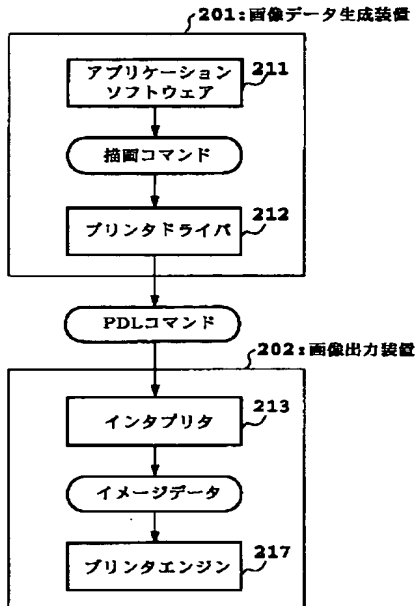 201:画像データ生成装置
アプリケーション
ソフトウェア
211
描画コマンド
プリンタドライバ
212
PDLコマンド
202:画像出力装置
インタプリタ
213
イメージデータ
プリンタエンジン
217